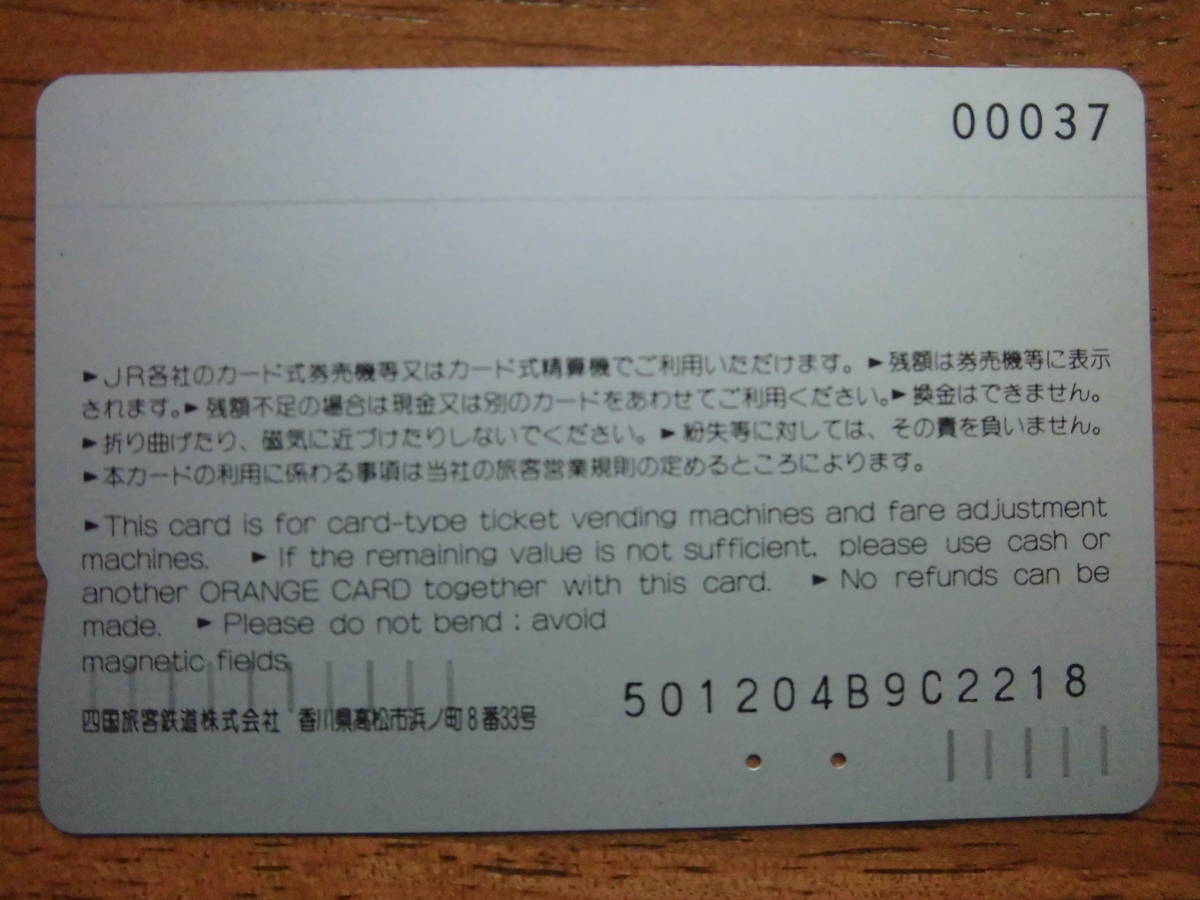 00037
►JR各社のカード式券売機等又はカード式精算機でご利用いただけます。►残額は券売機等に表示
されます。►残額不足の場合は現金又は別のカードをあわせてご利用ください。►換金はできません。
►折り曲げたり、磁気に近づけたりしないでください。►紛失等に対しては、その責を負いません。
►本カードの利用に係わる事項は当社の旅客営業規則の定めるところによります。
►This card is for card-type ticket vending machines and fare adjustment
machines. ►If the remaining value is not sufficient, please use cash or
another ORANGE CARD together with this card. ►No refunds can be
made. ►Please do not bend : avoid
magnetic fields.
501204B9C2218
四国旅客鉄道株式会社 香川県高松市浜ノ町8番33号